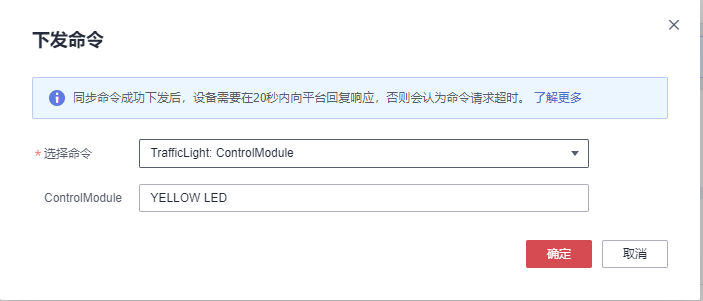 下发命令
同步命令成功下发后，设备需要在20秒内向平台回复响应，否则会认为命令请求超时。 了解更多
* 选择命令 TrafficLight: ControlModule
ControlModule YELLOW LED
确定 取消